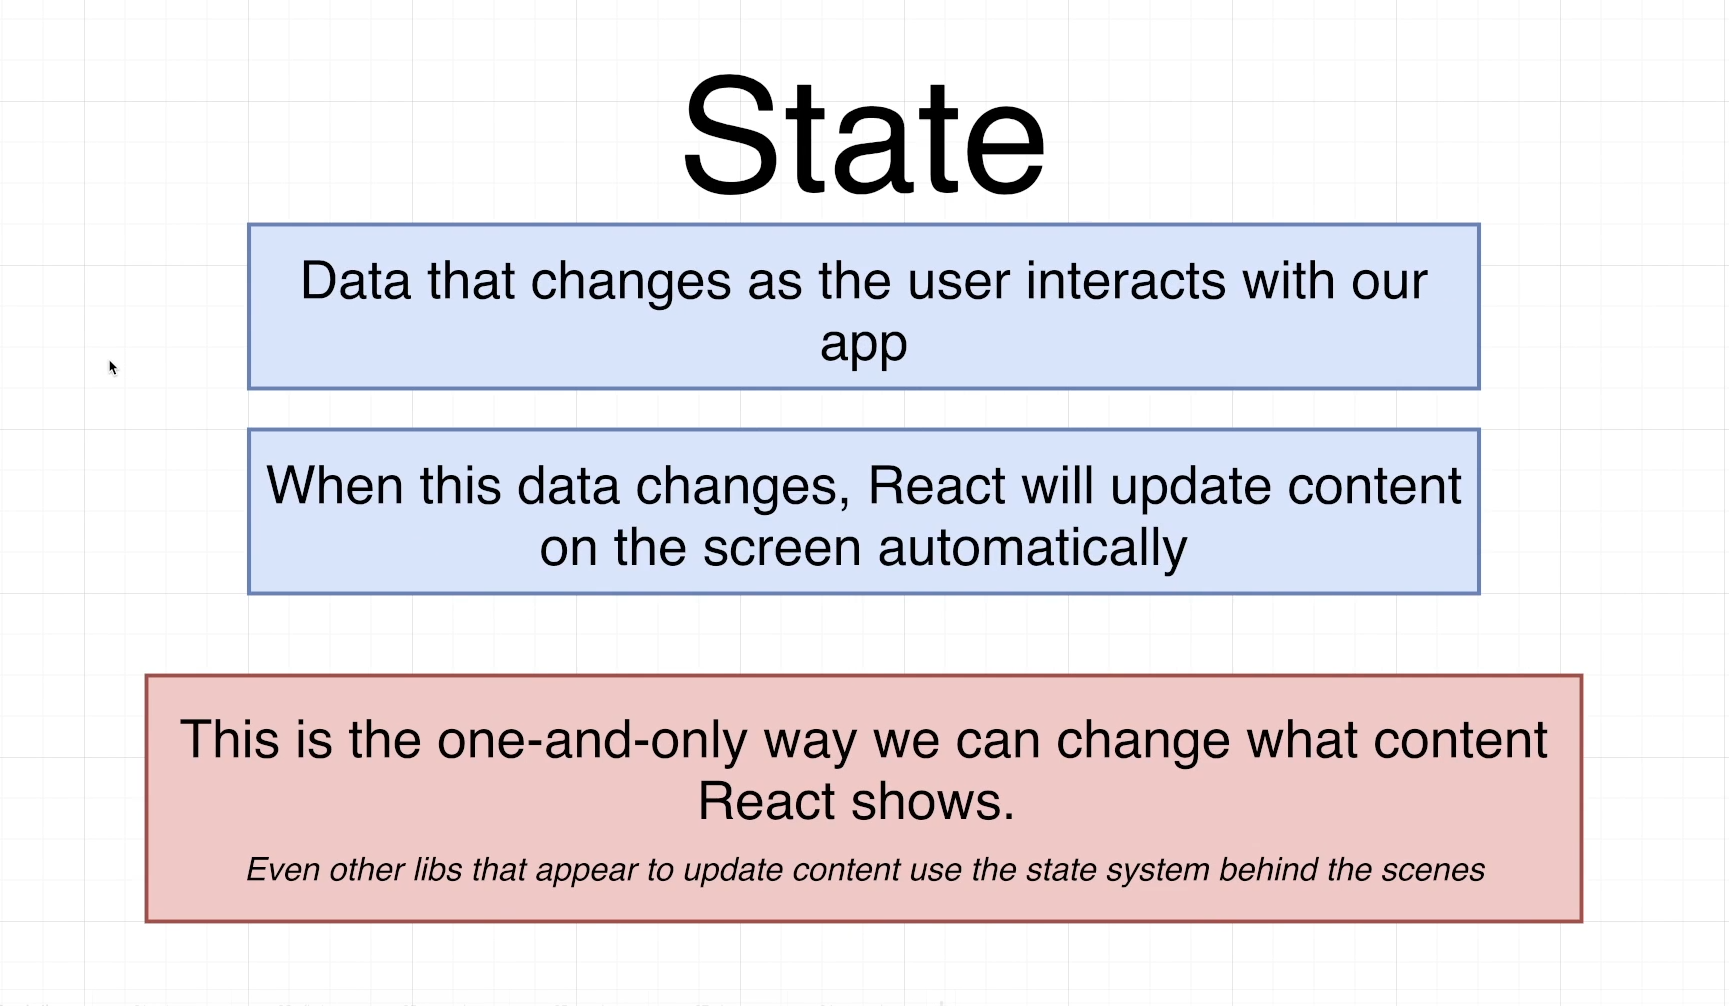 State
Data that changes as the user interacts with our
app
When this data changes, React will update content
on the screen automatically
This is the one-and-only way we can change what content
React shows.
Even other libs that appear to update content use the state system behind the scenes